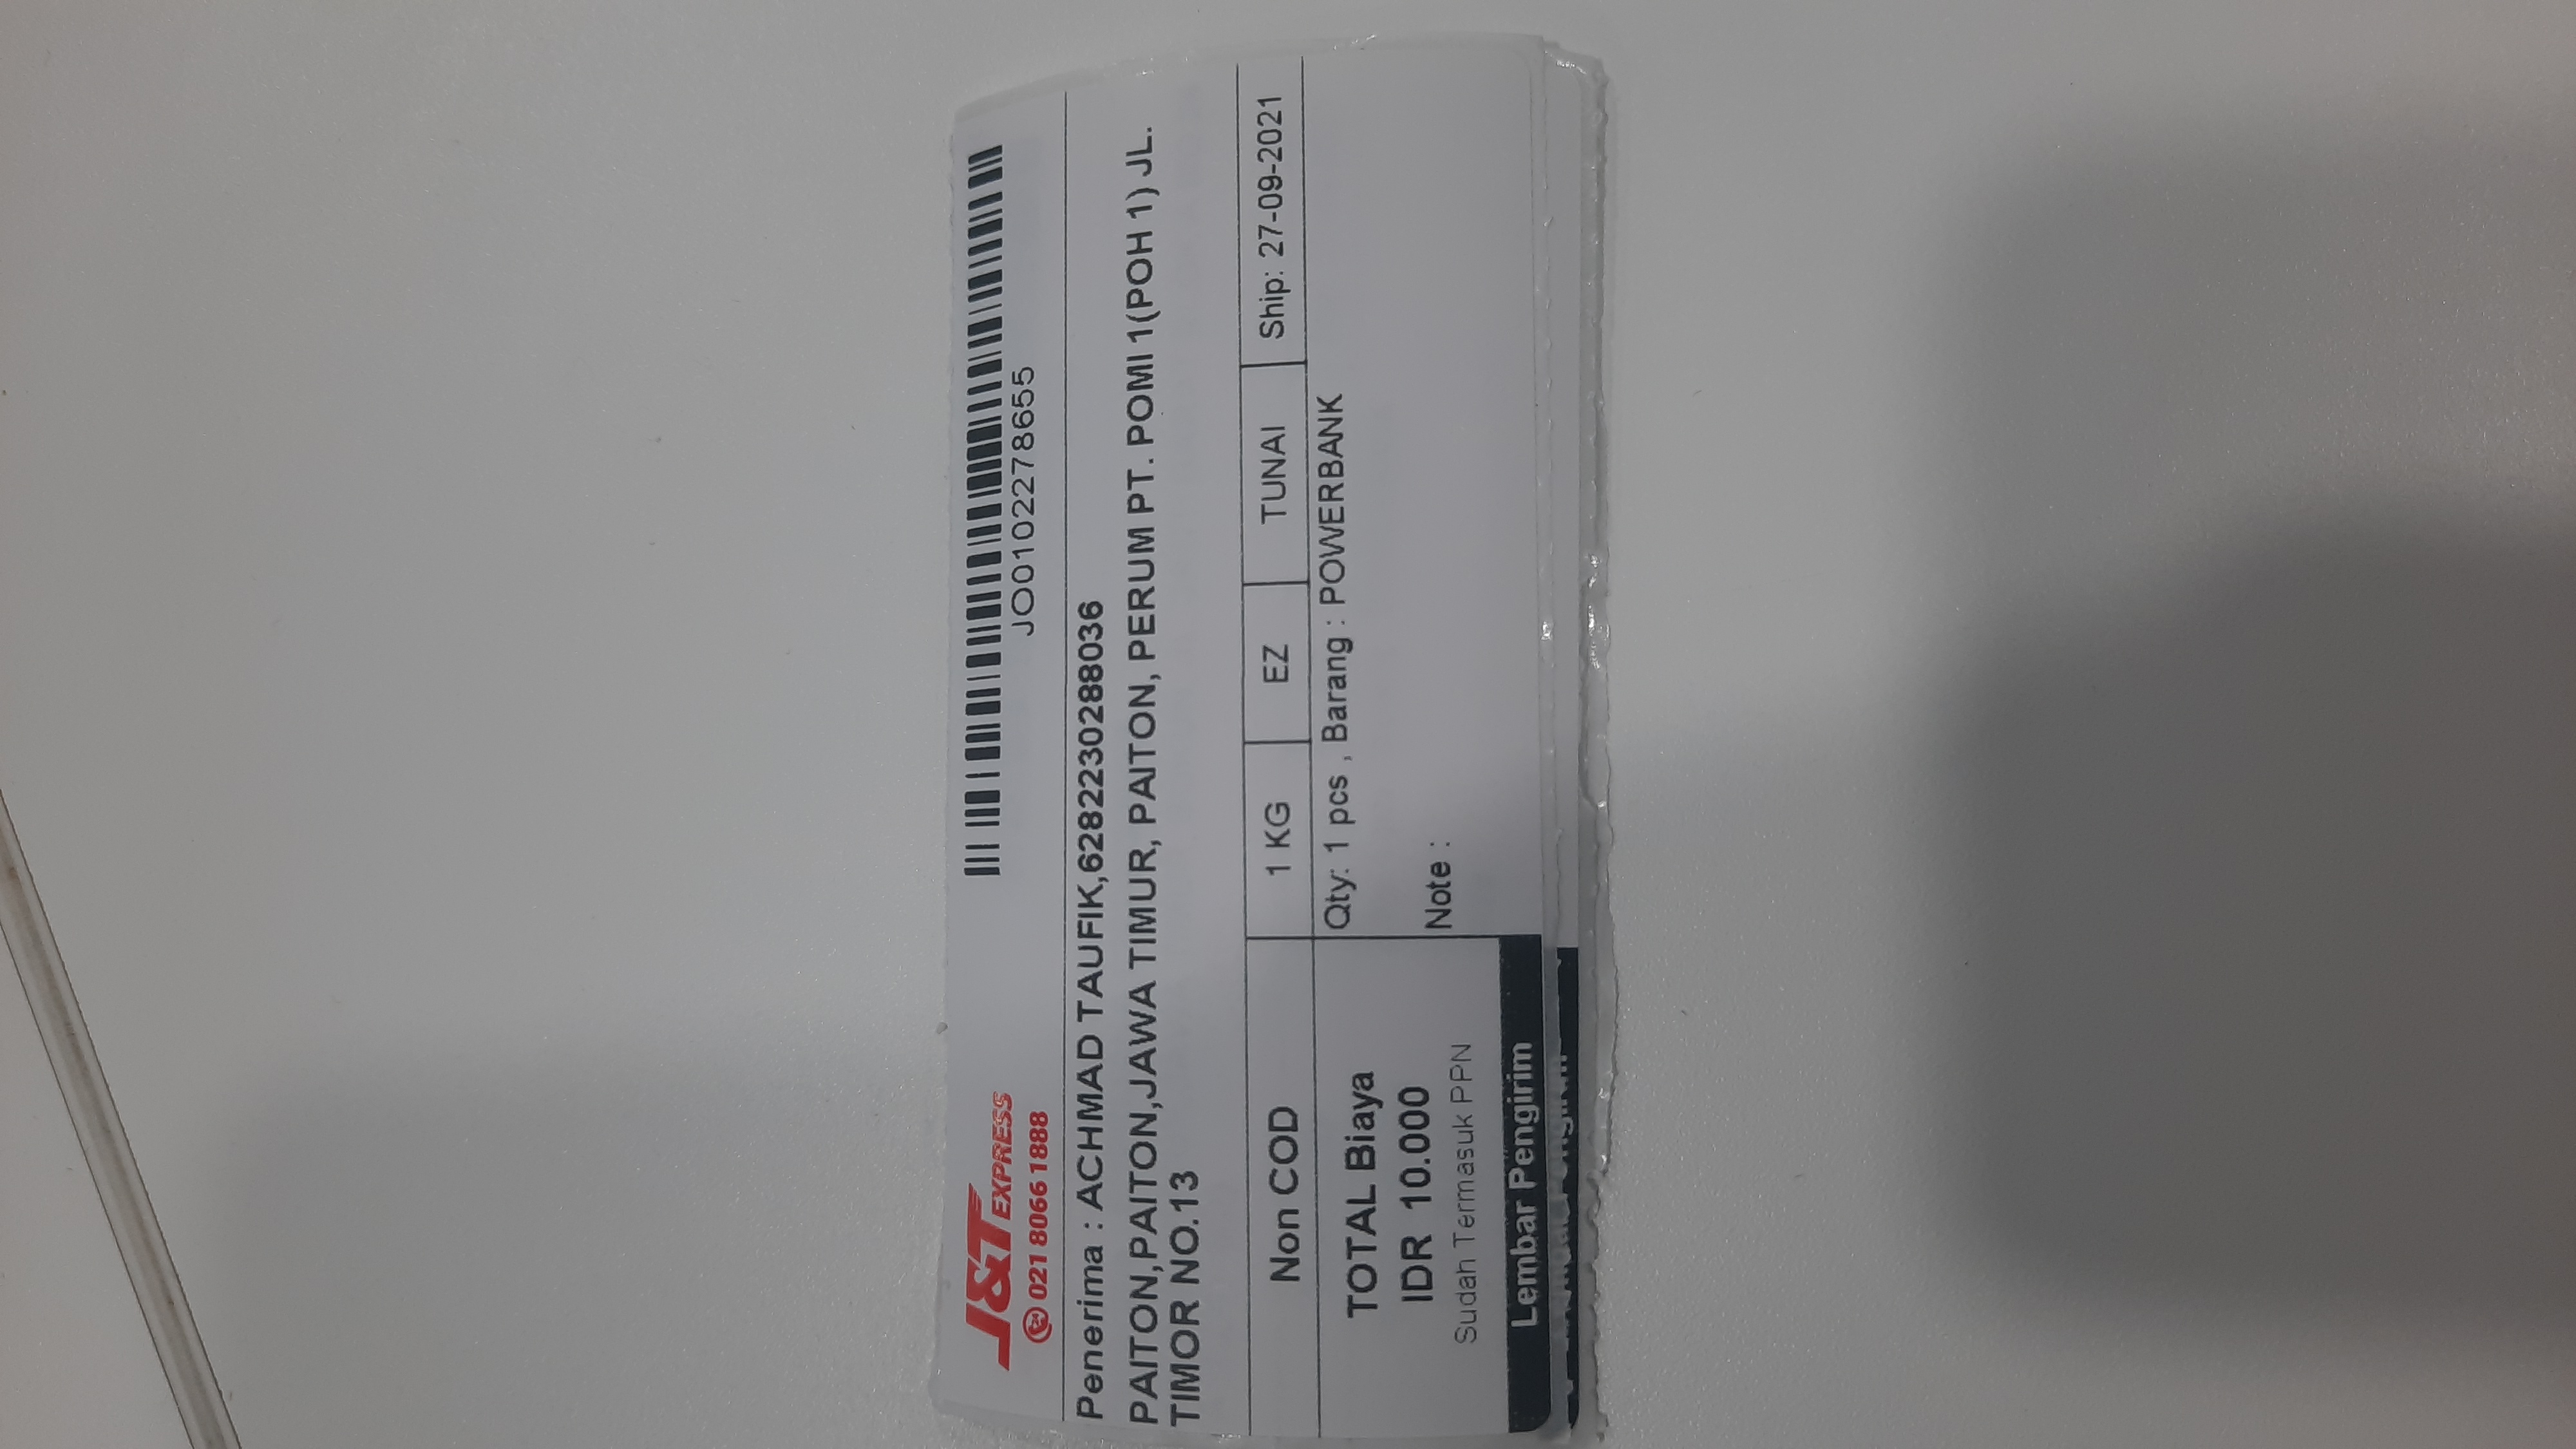 J&T EXPRESS
021 8066 1888
JO0102278655
Penerima : ACHMAD TAUFIK,6282230288036
PAITON,PAITON,JAWA TIMUR, PAITON, PERUM PT. POMI 1(POH 1) JL.
TIMOR NO.13
Non COD
1 KG
EZ
TUNAI
Ship: 27-09-2021
TOTAL Biaya
IDR 10.000
Sudah Termasuk PPN
Lembar Pengirim
Qty: 1 pcs , Barang : POWERBANK
Note :